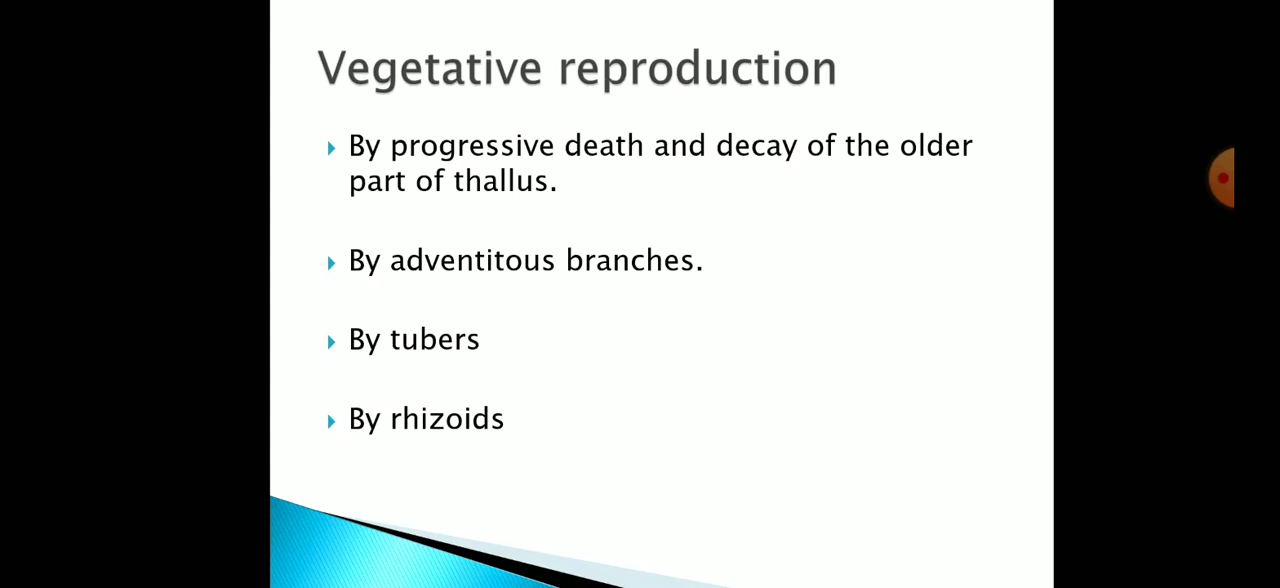 Vegetative reproduction
By progressive death and decay of the older
part of thallus.
By adventitous branches.
By tubers
By rhizoids